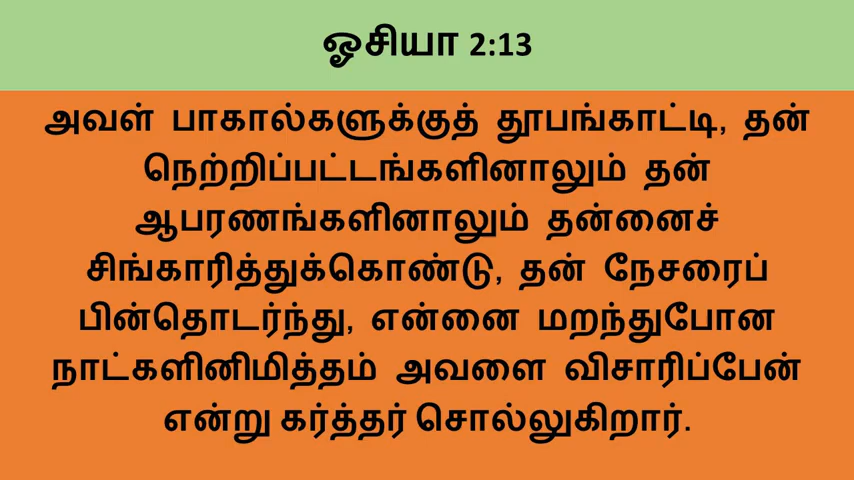 ஓசியா 2:13
அவள் பாகால்களுக்குத் தூபங்காட்டி, தன்
நெற்றிப்பட்டங்களினாலும் தன்
ஆபரணங்களினாலும் தன்னைச்
சிங்காரித்துக்கொண்டு, தன் நேசரைப்
பின்தொடர்ந்து, என்னை மறந்துபோன
நாட்களினிமித்தம் அவளை விசாரிப்பேன்
என்று கர்த்தர் சொல்லுகிறார்.